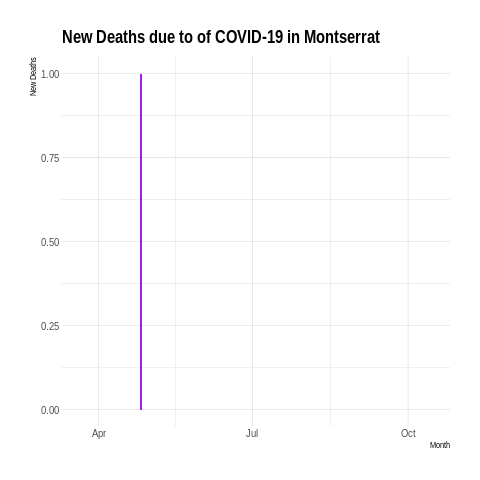 New Deaths due to of COVID-19 in Montserrat
New Deaths
1.00
0.75
0.50
0.25
0.00
Apr Jul Oct
Month